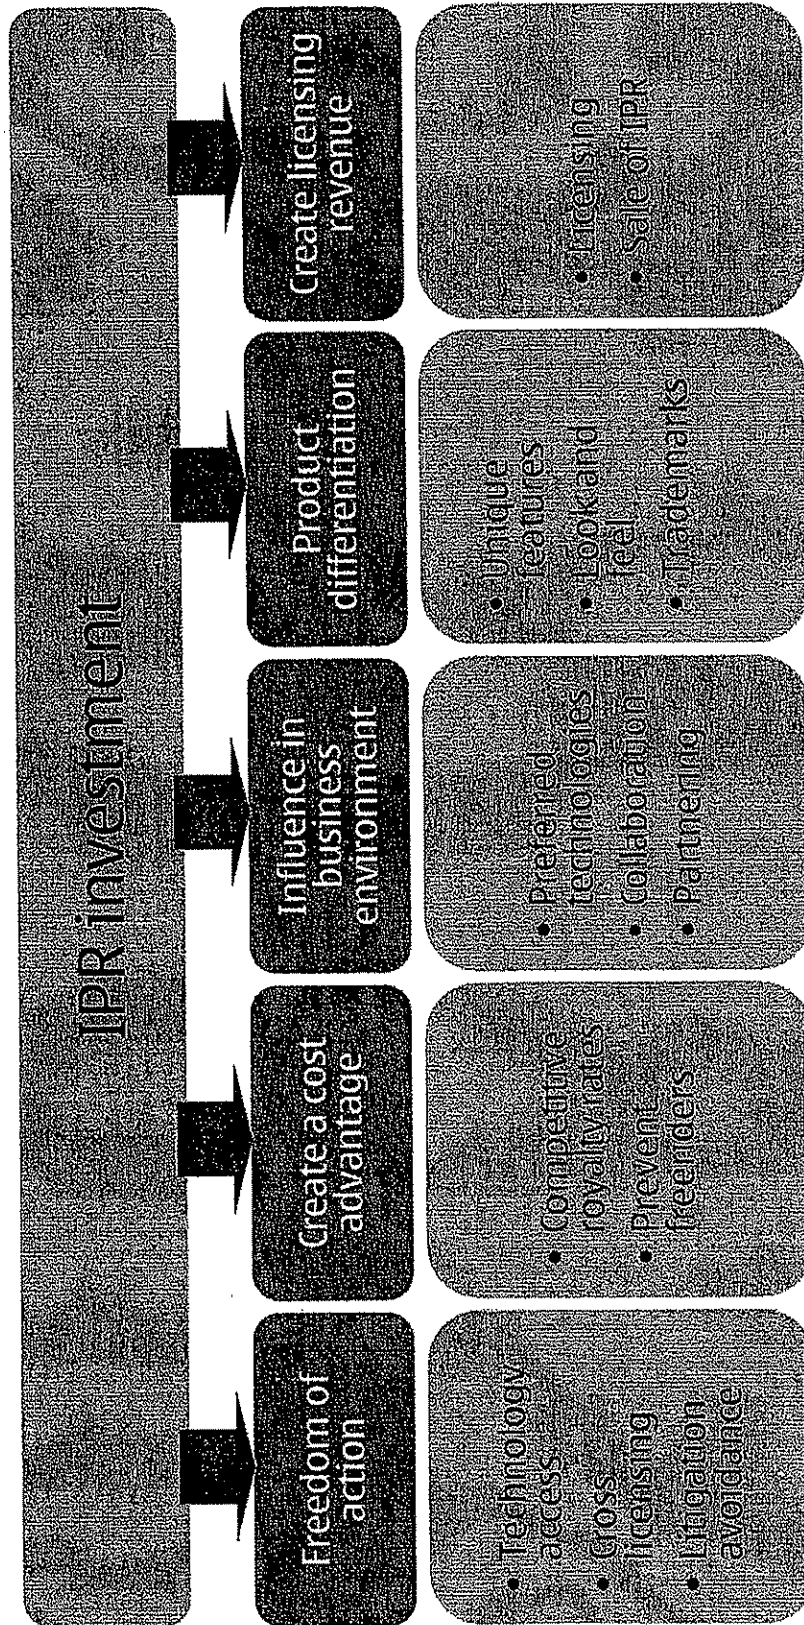 IPR investment
Freedom of
action
Create a cost
advantage
Influence in
business
environment
Product
differentiation
Create licensing
revenue
• Technology
access
• Cross
licensing
• Litigation
avoidance
• Competitive
royalty rates
• Prevent
freeriders
• Preferred
technologies
• Collaboration
• Partnering
• Unique
features
• Look and
feel
• Trademarks
• Licensing
• Sale of IPR